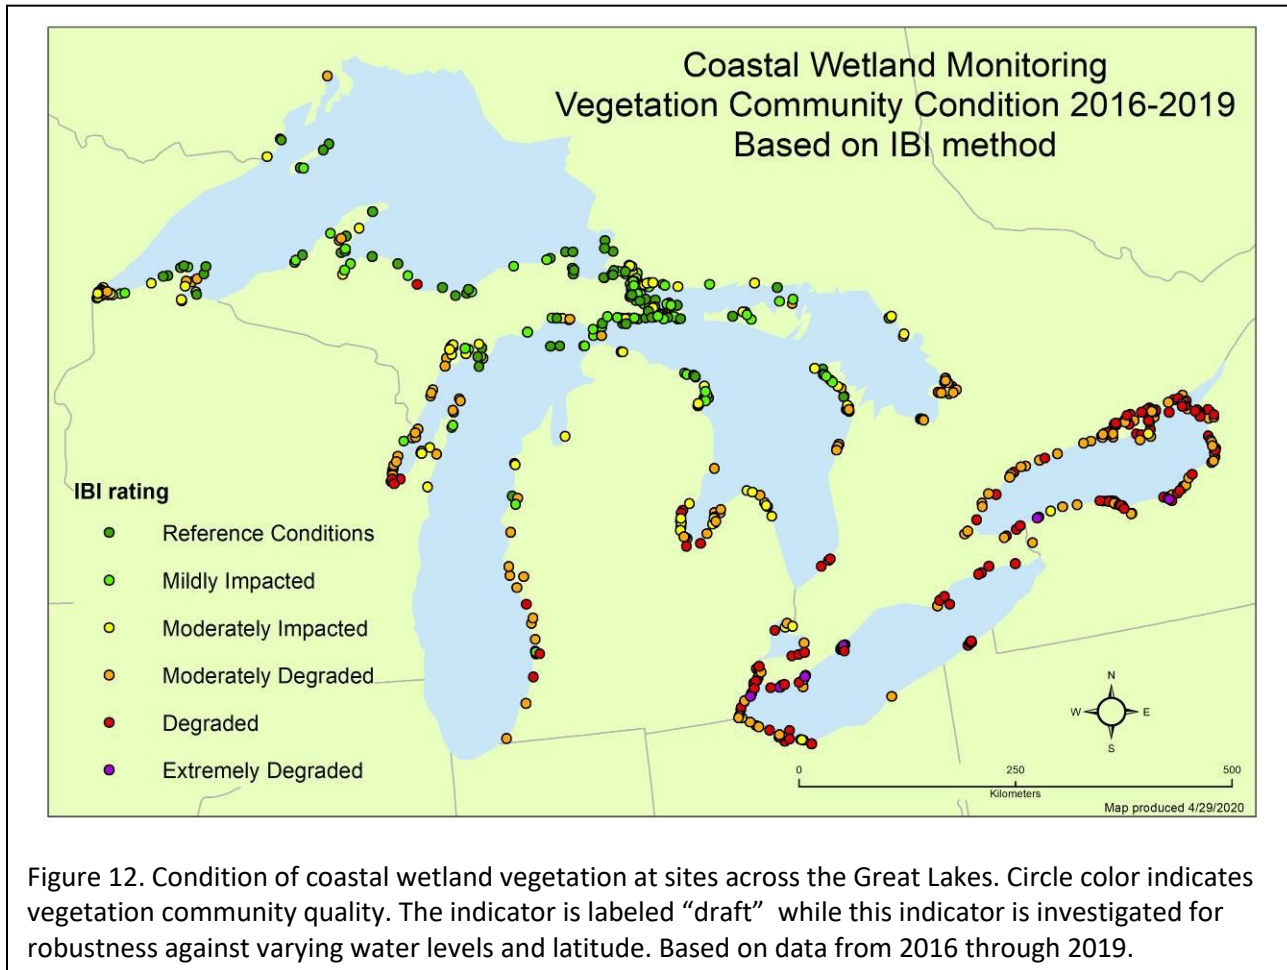 Coastal Wetland Monitoring
Vegetation Community Condition 2016-2019
Based on IBI method
IBI rating
Reference Conditions
Mildly Impacted
Moderately Impacted
Moderately Degraded
Degraded
Extremely Degraded
N
W E
S
0 250 500
Kilometers
Map produced 4/29/2020
Figure 12. Condition of coastal wetland vegetation at sites across the Great Lakes. Circle color indicates
vegetation community quality. The indicator is labeled “draft”  while this indicator is investigated for
robustness against varying water levels and latitude. Based on data from 2016 through 2019.